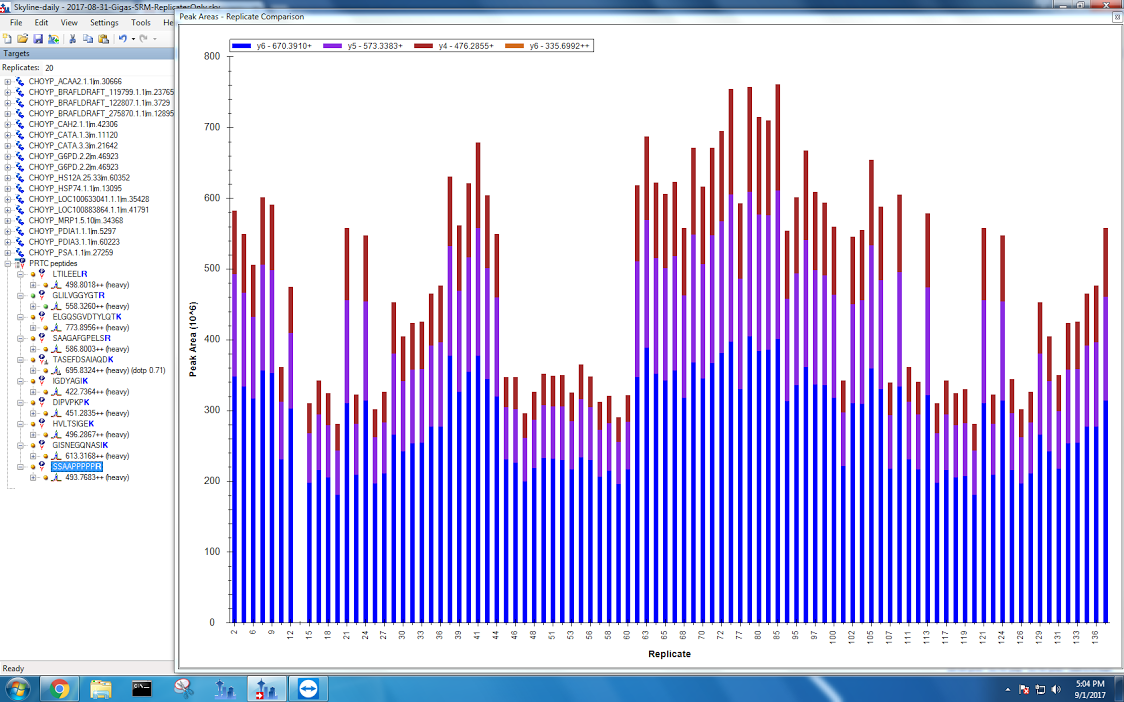 Skyline-daily - 2017-08-31-Gigas-SRM-ReplicatesOnly.sky
File Edit View Settings Tools He
Targets
Replicates: 20
CHOYP_ACAA2.1.1|m.30666
CHOYP_BRAFLDRAFT_119799.1.1|m.23765
CHOYP_BRAFLDRAFT_122807.1.1|m.3729
CHOYP_BRAFLDRAFT_275870.1.1|m.12895
CHOYP_CAH2.1.1|m.42306
CHOYP_CATA.1.3|m.11120
CHOYP_CATA.3.3|m.21642
CHOYP_G6PD.2.2|m.46923
CHOYP_G6PD.2.2|m.46923
CHOYP_HS12A.25.33|m.60352
CHOYP_HSP74.1.1|m.13095
CHOYP_LOC100633041.1.1|m.35428
CHOYP_LOC100883864.1.1|m.41791
CHOYP_MRP1.5.10|m.34368
CHOYP_PDIA1.1.1|m.5297
CHOYP_PDIA3.1.1|m.60223
CHOYP_PSA.1.1|m.27259
PRTC peptides
LTILEELR
498.8018++ (heavy)
GLILVGGYGTR
558.3260++ (heavy)
ELGQSGVDTYLQTK
773.8956++ (heavy)
SAAGAFGPELSR
586.8003++ (heavy)
TASEFDSAIAQDK
695.8324++ (heavy) (dotp 0.71)
IGDYAGIK
422.7364++ (heavy)
DIPVPKPK
451.2835++ (heavy)
HVLTSIGEK
496.2867++ (heavy)
GISNEGQNASIK
613.3168++ (heavy)
SSAAPPPPPR
493.7683++ (heavy)
Ready
Peak Areas - Replicate Comparison
y6 - 670.3910+ y5 - 573.3383+ y4 - 476.2855+ y6 - 335.6992++
Peak Area (10^6)
800
700
600
500
400
300
200
100
0
2 6 9 12 15 18 21 24 27 30 33 36 39 41 44 46 48 51 53 56 58 60 63 65 68 70 72 77 80 84 95 97 100 102 105 107 111 113 117 119 121 124 126 129 131 133 136
Replicate
5:04 PM
9/1/2017